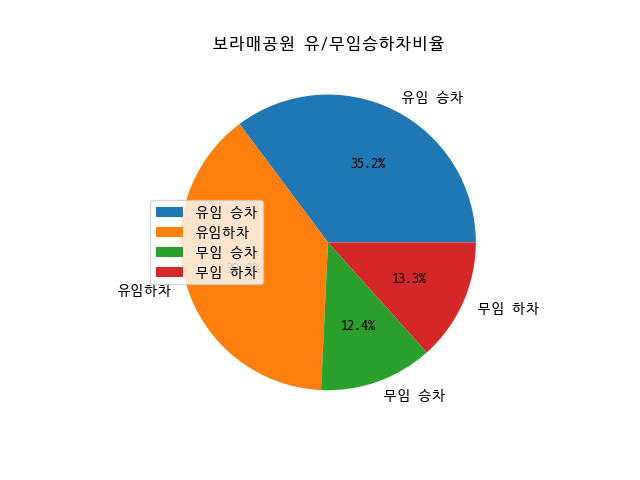 보라매공원 유/무임승하차비율
유임 승차
35.2%
유임 승차
유임하차
무임 승차
무임 하차
유임하차
13.3%
무임 하차
12.4%
무임 승차